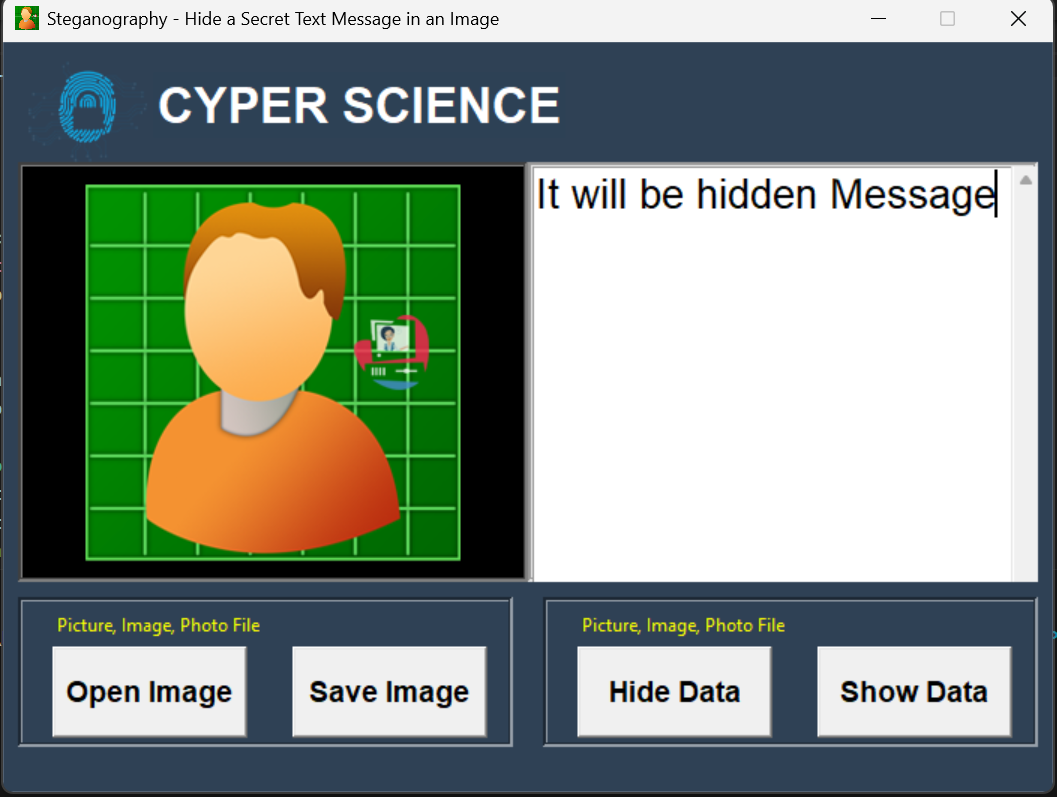 Steganography - Hide a Secret Text Message in an Image
CYPER SCIENCE
It will be hidden Message
Picture, Image, Photo File
Open Image
Save Image
Picture, Image, Photo File
Hide Data
Show Data